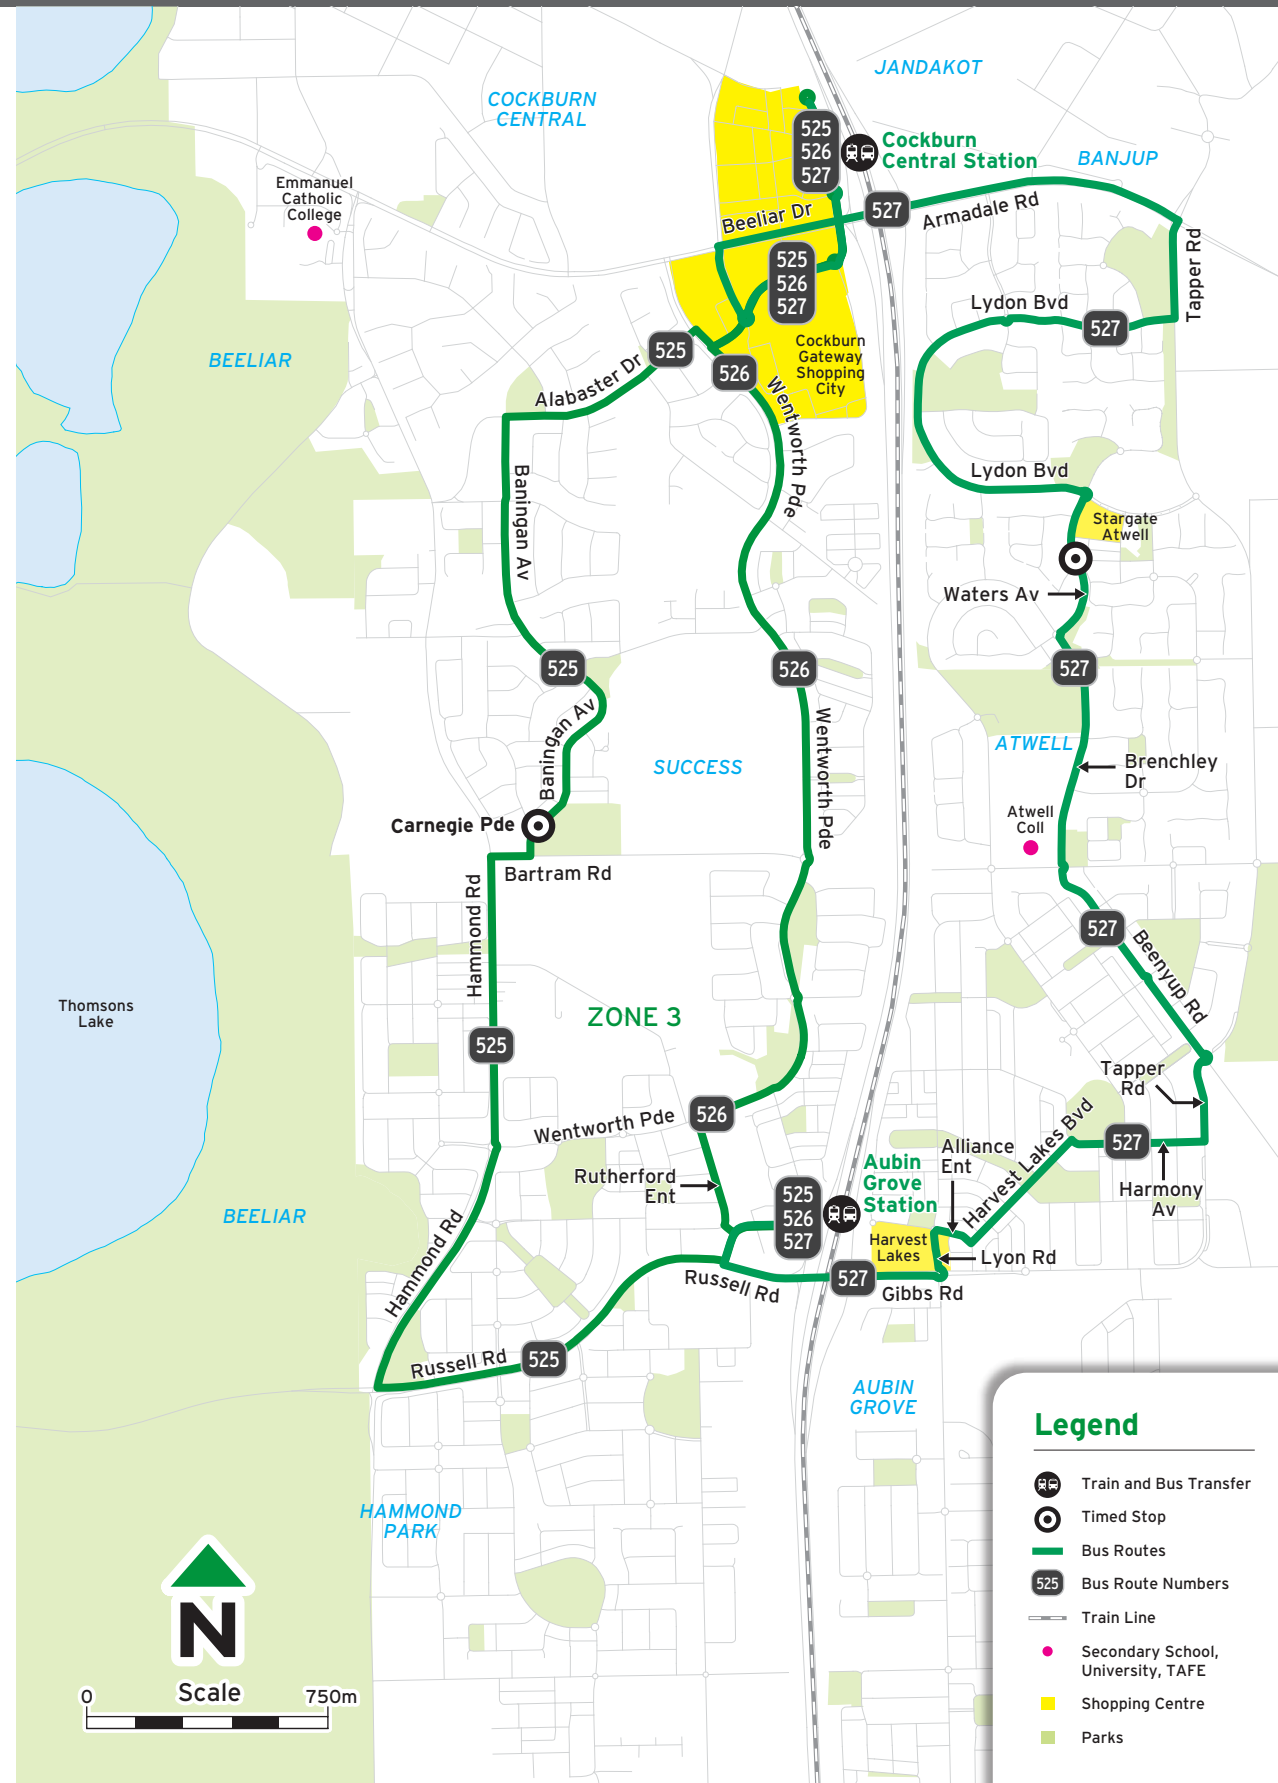 JANDAKOT
COCKBURN
CENTRAL
525
526
527
Cockburn
Central Station
BANJUP
Emmanuel
Catholic
College
527
Armadale Rd
Beeliar Dr
Tapper Rd
525
526
527
Lydon Bvd
527
BEELIAR
525
Cockburn
Gateway
Shopping
City
526
Alabaster Dr
Wentworth Pde
Baningan Av
Lydon Bvd
Stargate
Atwell
Waters Av
525
526
527
Baningan Av
Wentworth Pde
SUCCESS
ATWELL
Brenchley
Dr
Carnegie Pde
Atwell
Coll
Bartram Rd
Hammond Rd
527
Beenyup Rd
Thomsons
Lake
ZONE 3
525
Tapper
Rd
Wentworth Pde
526
Harvest Lakes Bvd
527
Alliance
Ent
Rutherford
Ent
Aubin
Grove
Station
525
526
527
Harmony
Av
BEELIAR
Hammond Rd
Harvest
Lakes
Lyon Rd
Russell Rd
527
Gibbs Rd
Russell Rd
525
AUBIN
GROVE
HAMMOND
PARK
N
Scale
0
750m
Legend
Train and Bus Transfer
Timed Stop
Bus Routes
525
Bus Route Numbers
Train Line
Secondary School,
University, TAFE
Shopping Centre
Parks